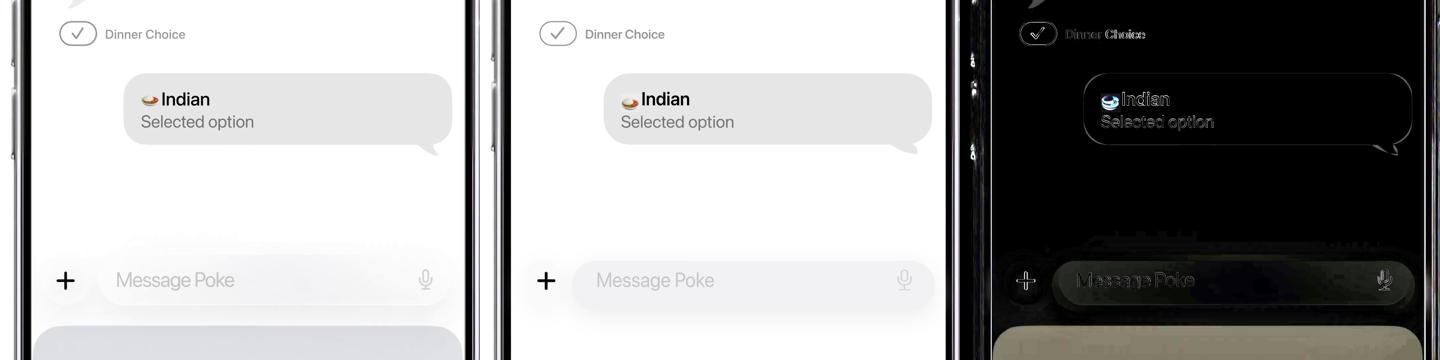 Dinner Choice
Indian
Selected option
Message Poke
Dinner Choice
Indian
Selected option
Message Poke
Dinner Choice
Indian
Selected option
Message Poke